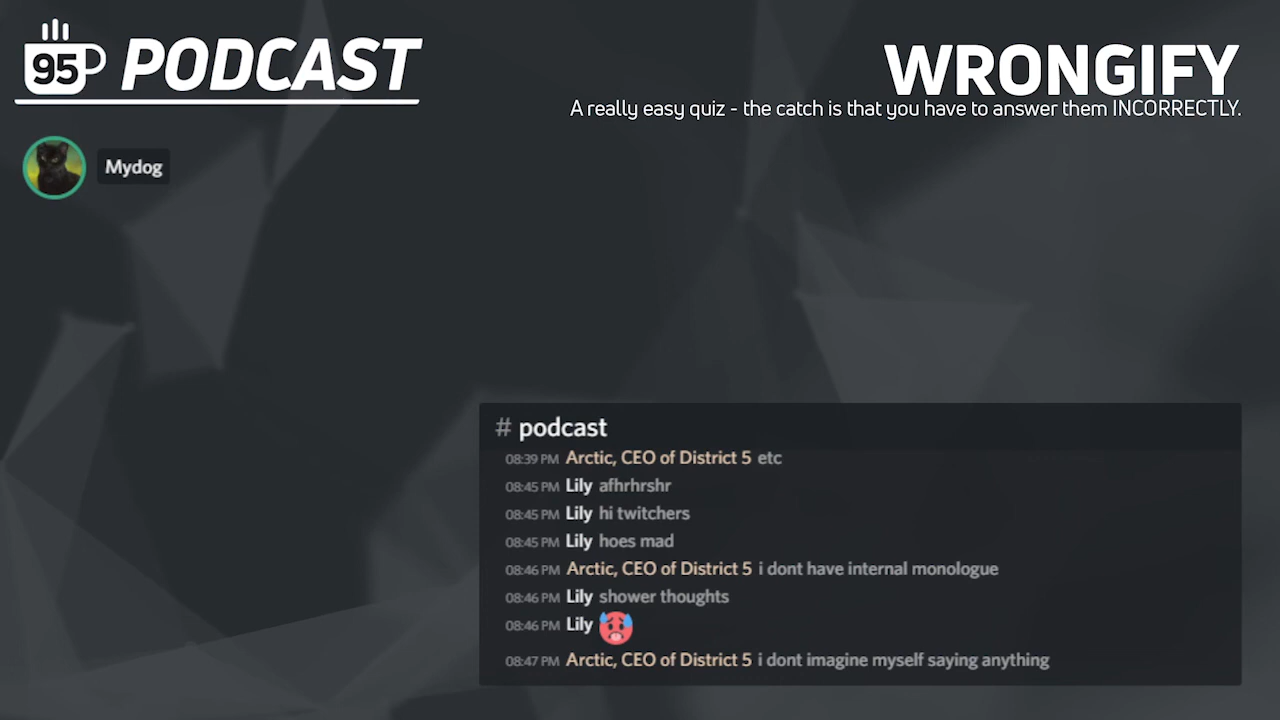 95 PODCAST
WRONGIFY
A really easy quiz - the catch is that you have to answer them INCORRECTLY.
Mydog
# podcast
08:39 PM Arctic, CEO of District 5 etc
08:45 PM Lily afhrhrshr
08:45 PM Lily hi twitchers
08:45 PM Lily hoes mad
08:46 PM Arctic, CEO of District 5 i dont have internal monologue
08:46 PM Lily shower thoughts
08:46 PM Lily
08:47 PM Arctic, CEO of District 5 i dont imagine myself saying anything